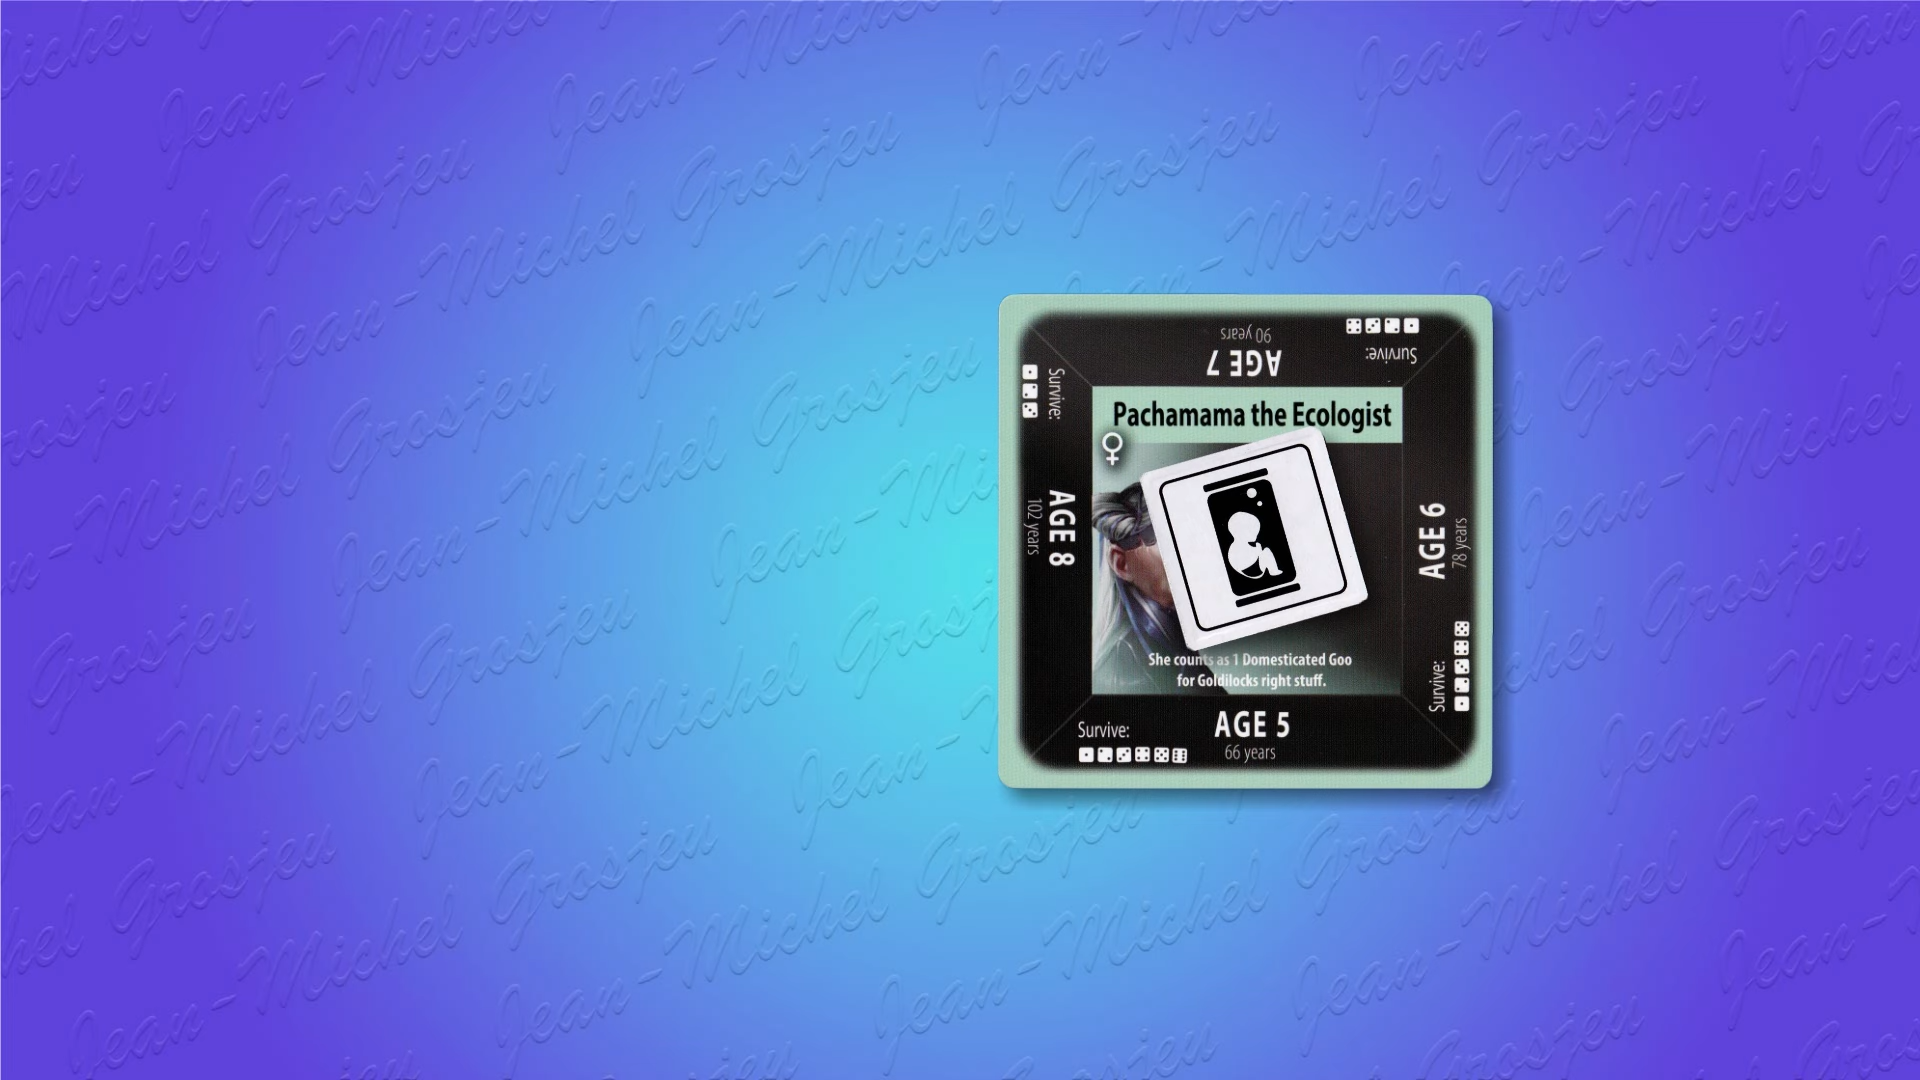 90 years
AGE 7
Survive:
Survive:
Pachamama the Ecologist
AGE 8
102 years
AGE 6
78 years
She counts as 1 Domesticated Goo
for Goldilocks right stuff.
Survive:
Survive:
AGE 5
66 years
Jean-Michel Grosjeu